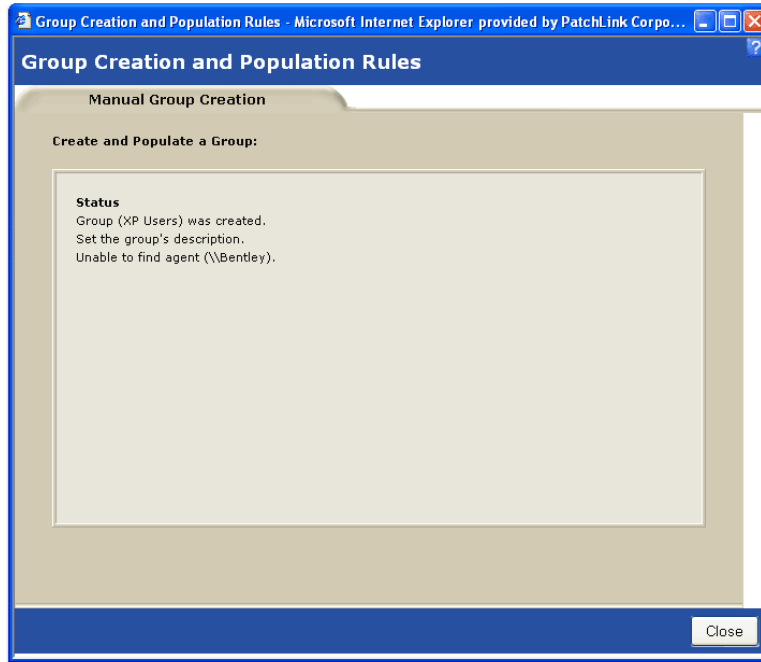 Group Creation and Population Rules - Microsoft Internet Explorer provided by PatchLink Corpo...
?
Group Creation and Population Rules
Manual Group Creation
Create and Populate a Group:
Status
Group (XP Users) was created.
Set the group's description.
Unable to find agent (\\Bentley).
Close